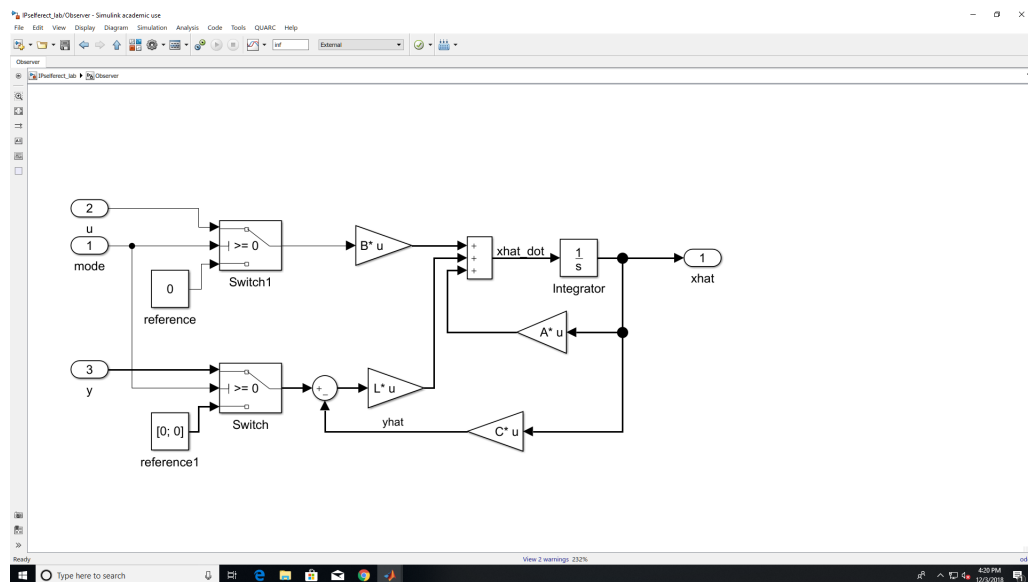 IPselferect_lab/Observer - Simulink academic use
File Edit View Display Diagram Simulation Analysis Code Tools QUARC Help
inf
External
Observer
IPselferect_lab Observer
2
u
1
mode
>= 0
Switch1
0
reference
B* u
+
+
+
xhat_dot
1
s
Integrator
1
xhat
A* u
3
y
>= 0
Switch
[0; 0]
reference1
+
_
L* u
yhat
C* u
Ready
View 2 warnings 232%
od
Type here to search
4:20 PM
12/3/2018